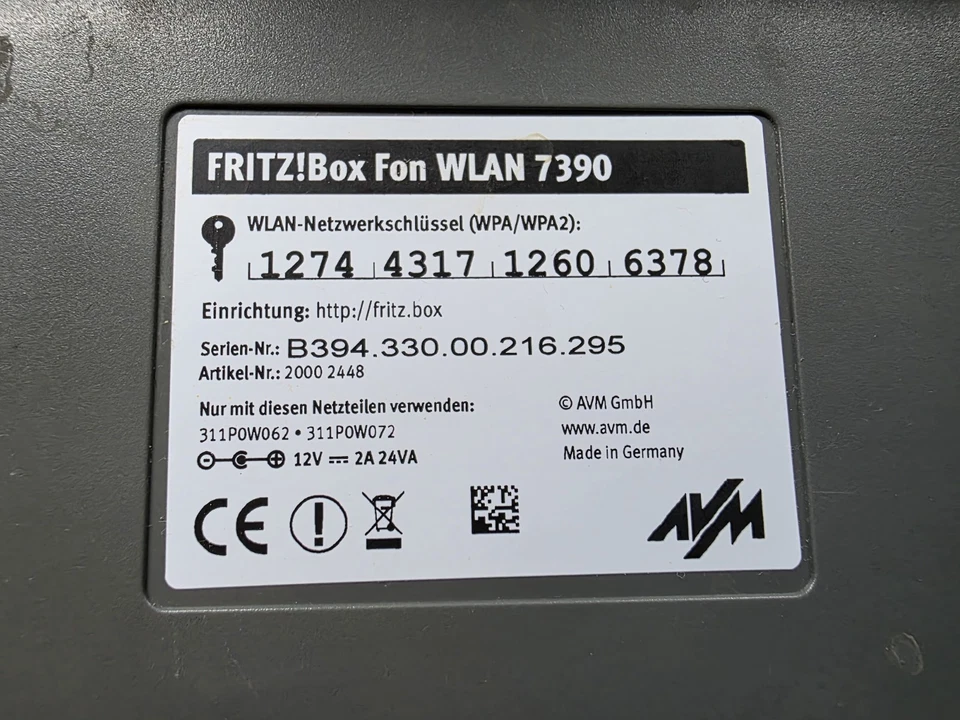 FRITZ!Box Fon WLAN 7390
WLAN-Netzwerkschlüssel (WPA/WPA2):
1274 4317 1260 6378
Einrichtung: http://fritz.box
Serien-Nr.: B394.330.00.216.295
Artikel-Nr.: 2000 2448
Nur mit diesen Netzteilen verwenden:
311P0W062 • 311P0W072
12V ⎓ 2A 24VA
© AVM GmbH
www.avm.de
Made in Germany
CE
AVM